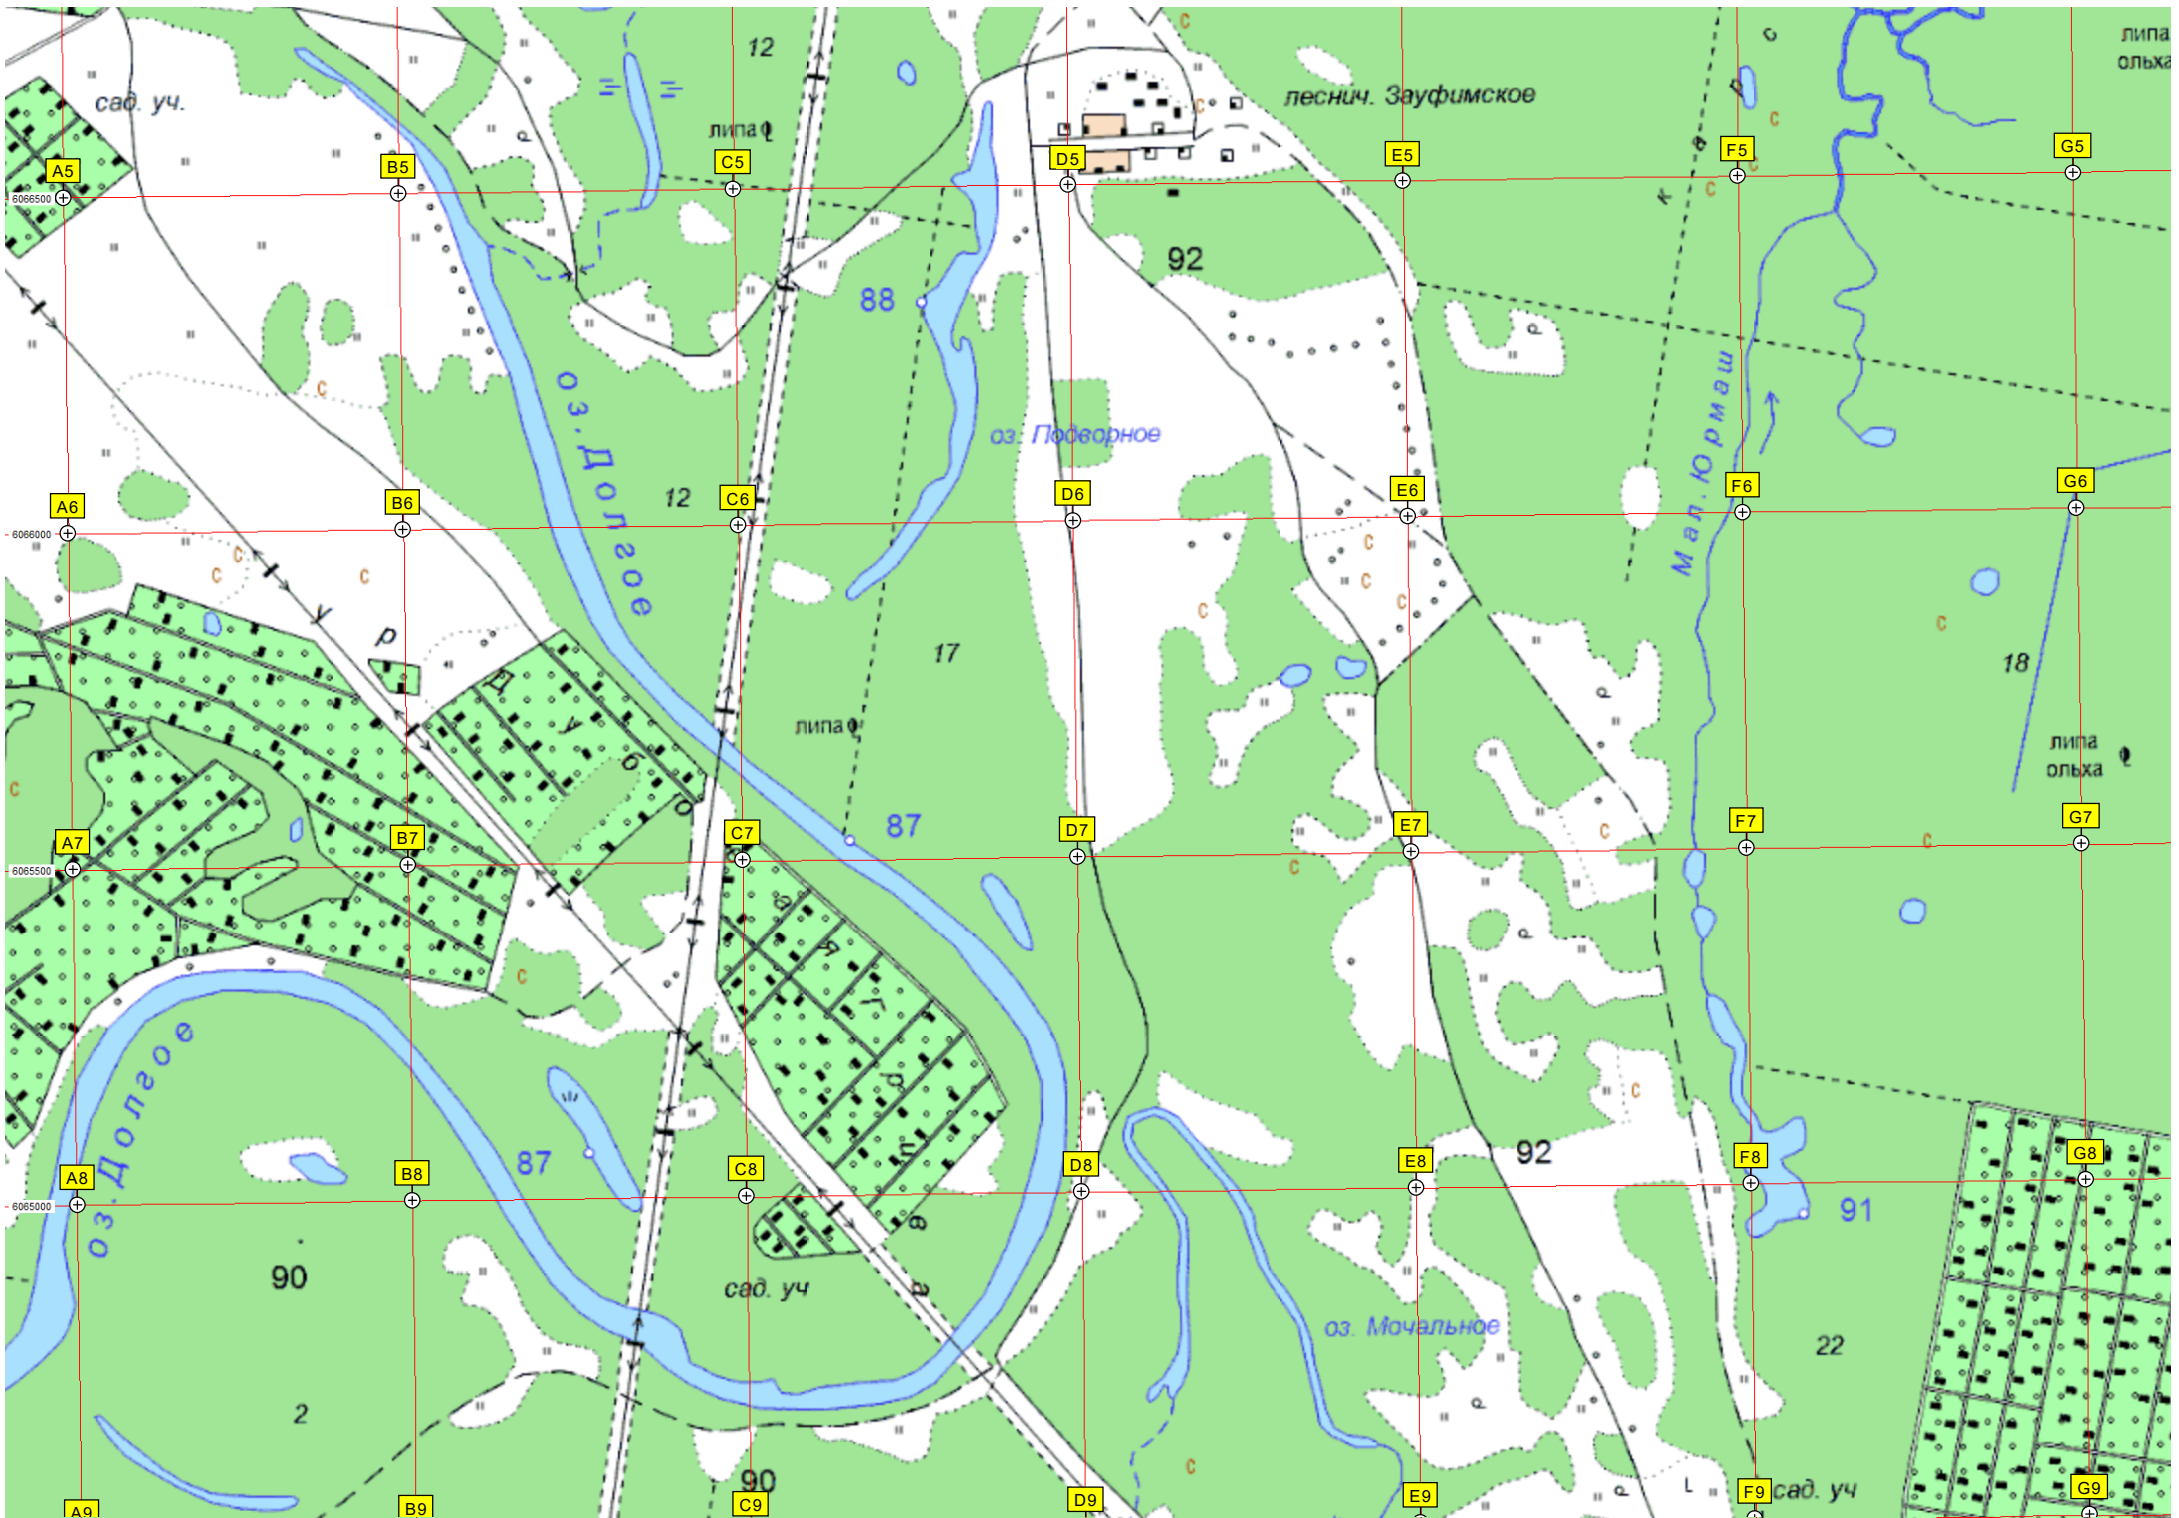 12
липа
ольха
сад. уч.
леснич. Зауфимское
к в а р с
липа
A5
B5
C5
D5
E5
F5
G5
6066500
92
88
оз. Долгое
оз. Подворное
Мал. Юрмаш
12
A6
B6
C6
D6
E6
F6
G6
6066000
С
у р
17
18
Д у б о
липа
липа
ольха
87
A7
B7
C7
D7
E7
F7
G7
6065500
оз. Долгое
87
92
A8
B8
C8
D8
E8
F8
G8
6065000
91
90
сад. уч
оз. Мочальное
22
2
90
сад. уч
A9
B9
C9
D9
E9
F9
G9